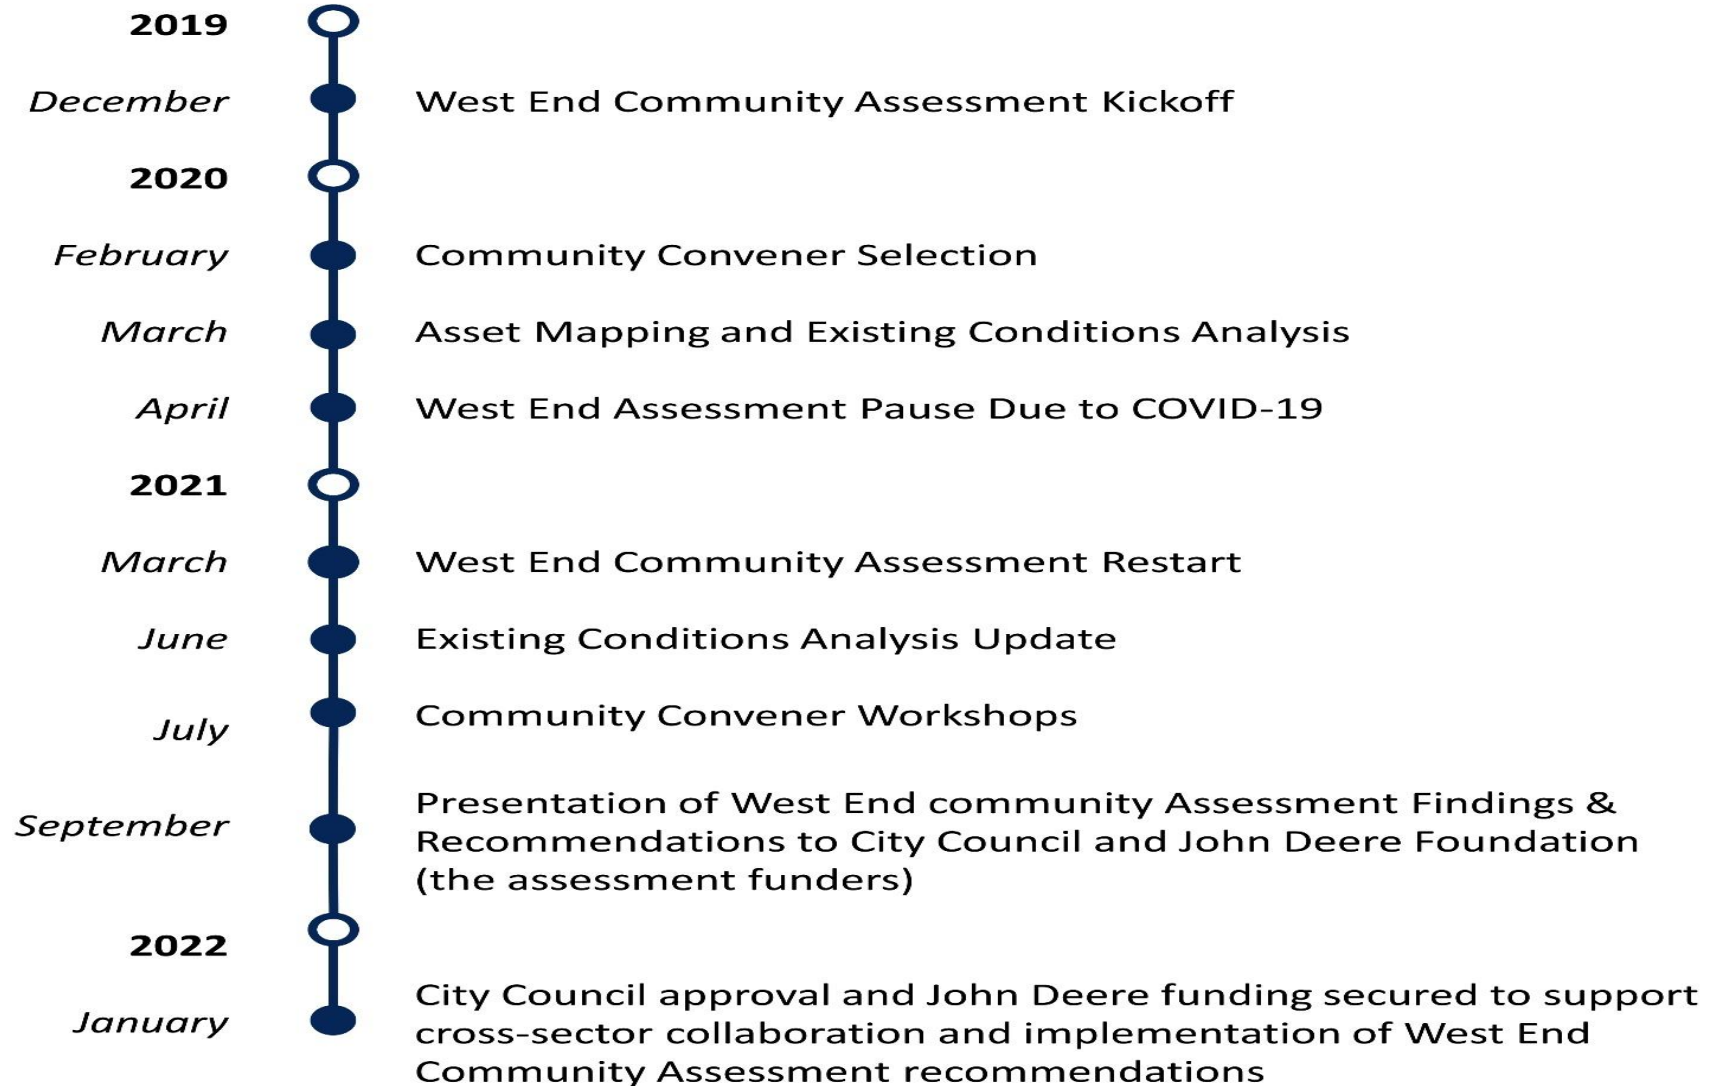 2019
December
West End Community Assessment Kickoff
2020
February
Community Convener Selection
March
Asset Mapping and Existing Conditions Analysis
April
West End Assessment Pause Due to COVID-19
2021
March
West End Community Assessment Restart
June
Existing Conditions Analysis Update
July
Community Convener Workshops
September
Presentation of West End community Assessment Findings &
Recommendations to City Council and John Deere Foundation
(the assessment funders)
2022
January
City Council approval and John Deere funding secured to support
cross-sector collaboration and implementation of West End
Community Assessment recommendations